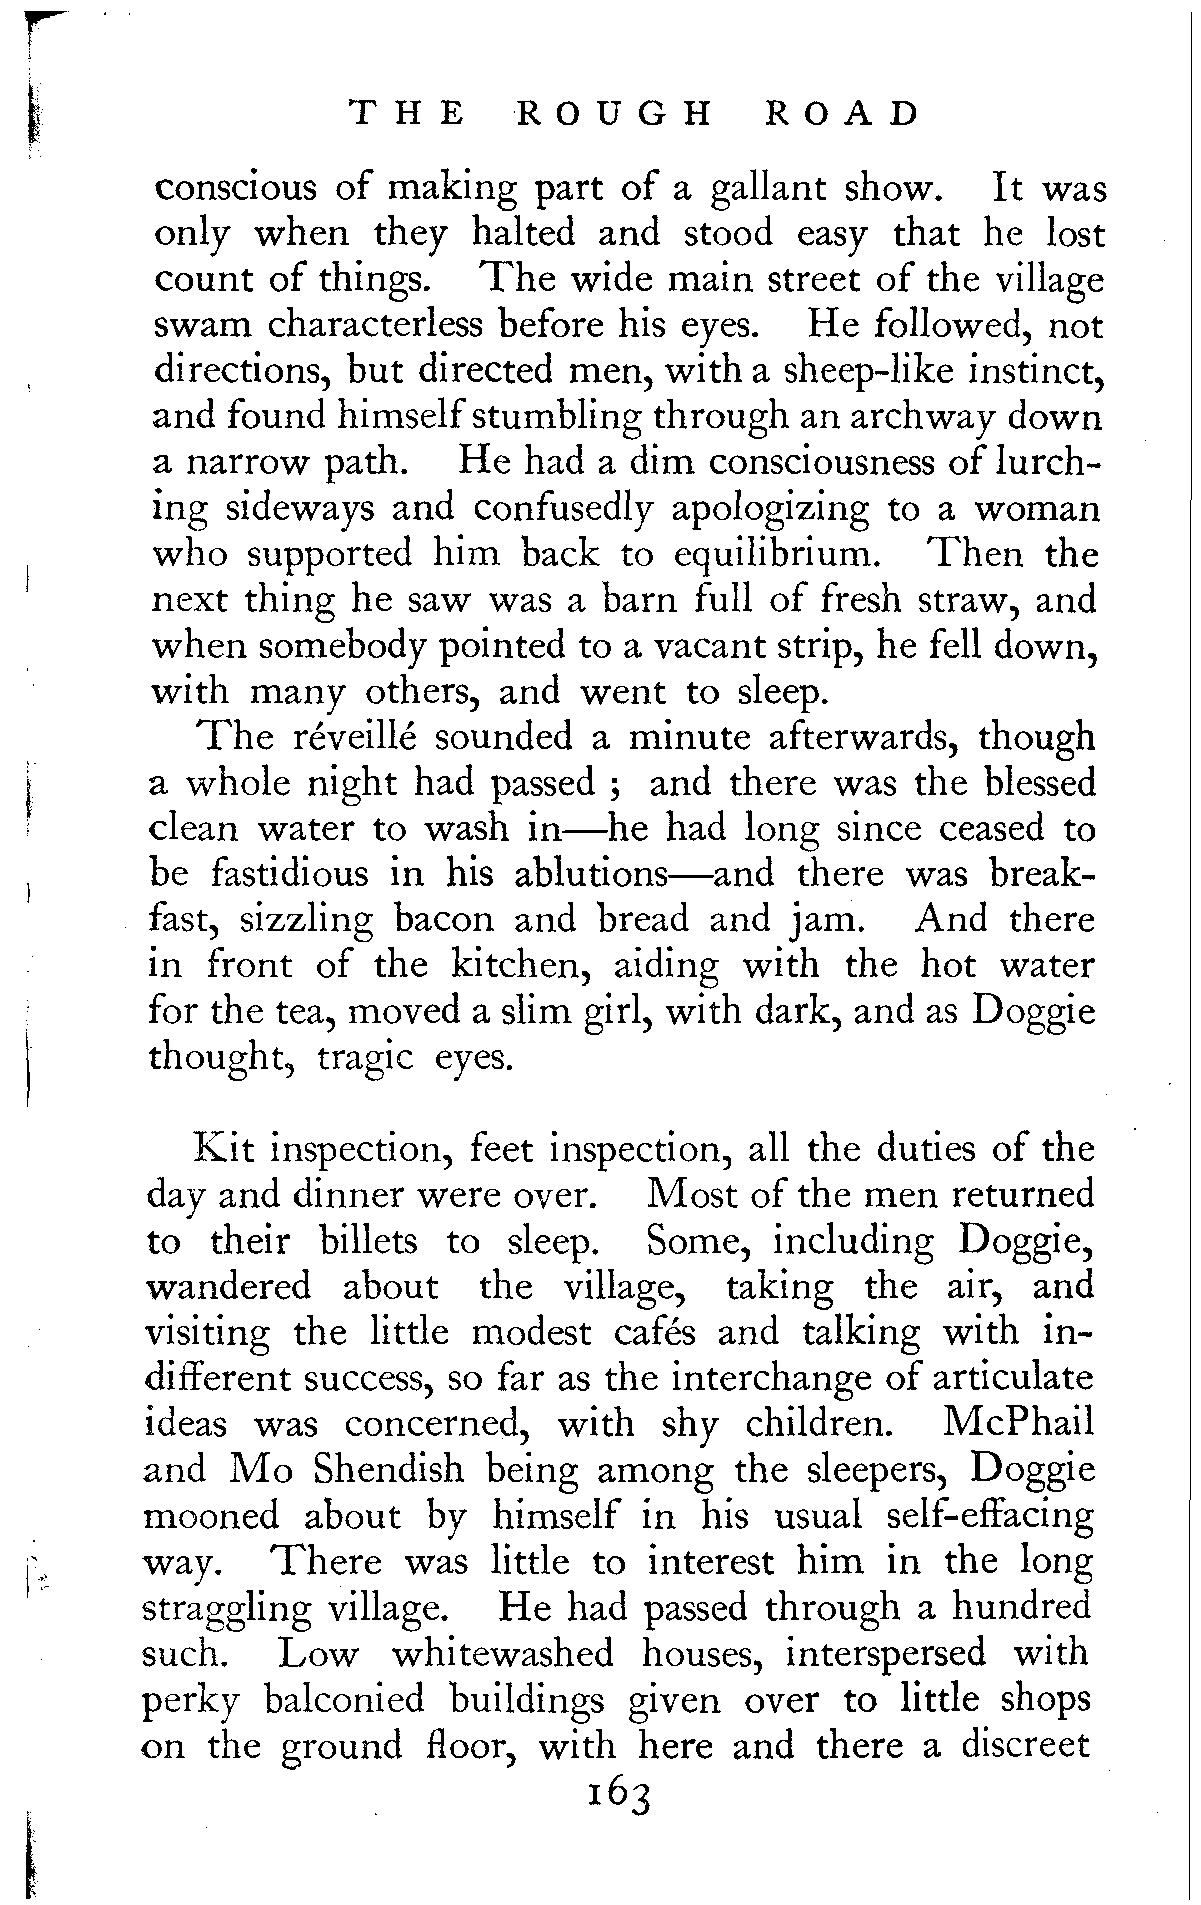 THE ROUGH ROAD
conscious of making part of a gallant show. It was
only when they halted and stood easy that he lost
count of things. The wide main street of the village
swam characterless before his eyes. He followed, not
directions, but directed men, with a sheep-like instinct,
and found himself stumbling through an archway down
a narrow path. He had a dim consciousness of lurch-
ing sideways and confusedly apologizing to a woman
who supported him back to equilibrium. Then the
next thing he saw was a barn full of fresh straw, and
when somebody pointed to a vacant strip, he fell down,
with many others, and went to sleep.
The réveillé sounded a minute afterwards, though
a whole night had passed ; and there was the blessed
clean water to wash in—he had long since ceased to
be fastidious in his ablutions—and there was break-
fast, sizzling bacon and bread and jam. And there
in front of the kitchen, aiding with the hot water
for the tea, moved a slim girl, with dark, and as Doggie
thought, tragic eyes.
Kit inspection, feet inspection, all the duties of the
day and dinner were over. Most of the men returned
to their billets to sleep. Some, including Doggie,
wandered about the village, taking the air, and
visiting the little modest cafés and talking with in-
different success, so far as the interchange of articulate
ideas was concerned, with shy children. McPhail
and Mo Shendish being among the sleepers, Doggie
mooned about by himself in his usual self-effacing
way. There was little to interest him in the long
straggling village. He had passed through a hundred
such. Low whitewashed houses, interspersed with
perky balconied buildings given over to little shops
on the ground floor, with here and there a discreet
163